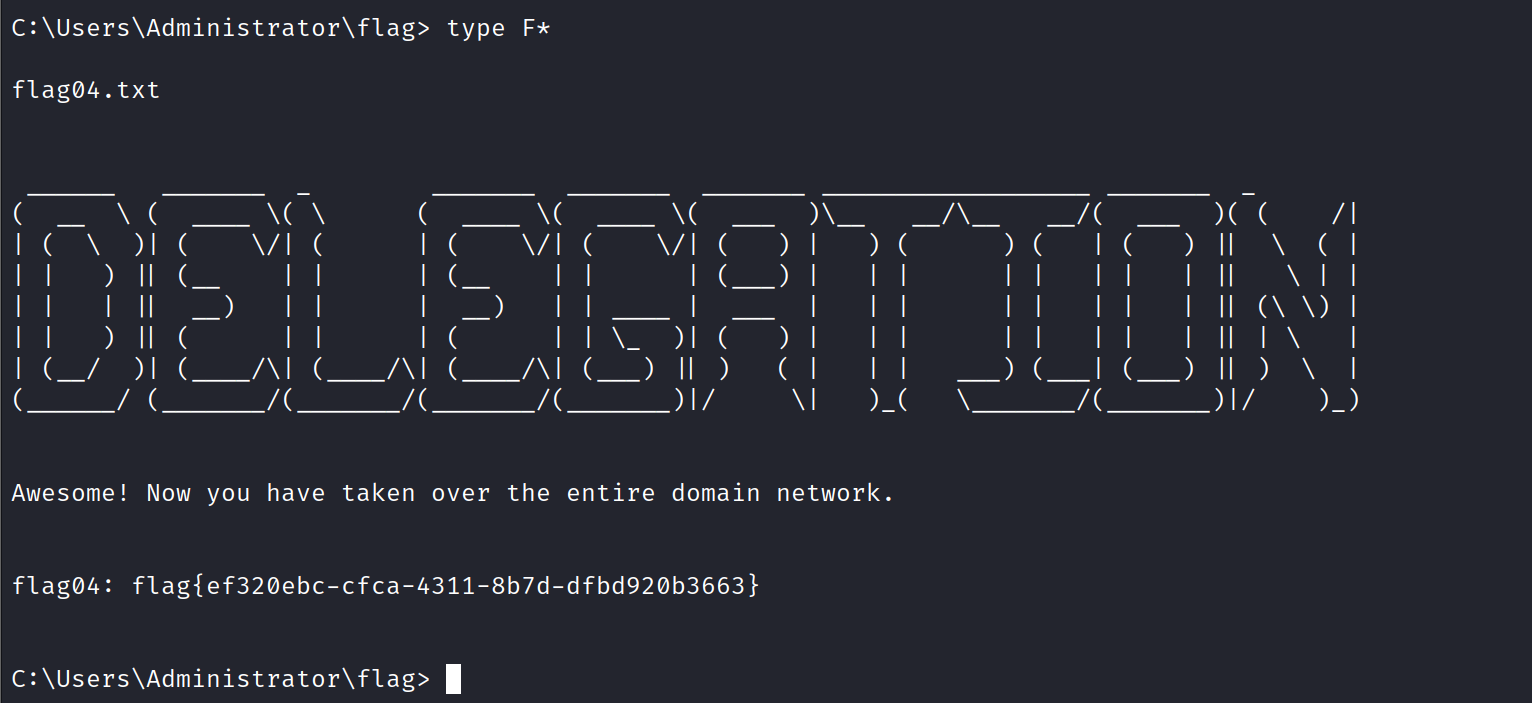 C:\Users\Administrator\flag> type F*
flag04.txt
DELEGATION
Awesome! Now you have taken over the entire domain network.
flag04: flag{ef320ebc-cfca-4311-8b7d-dfbd920b3663}
C:\Users\Administrator\flag>